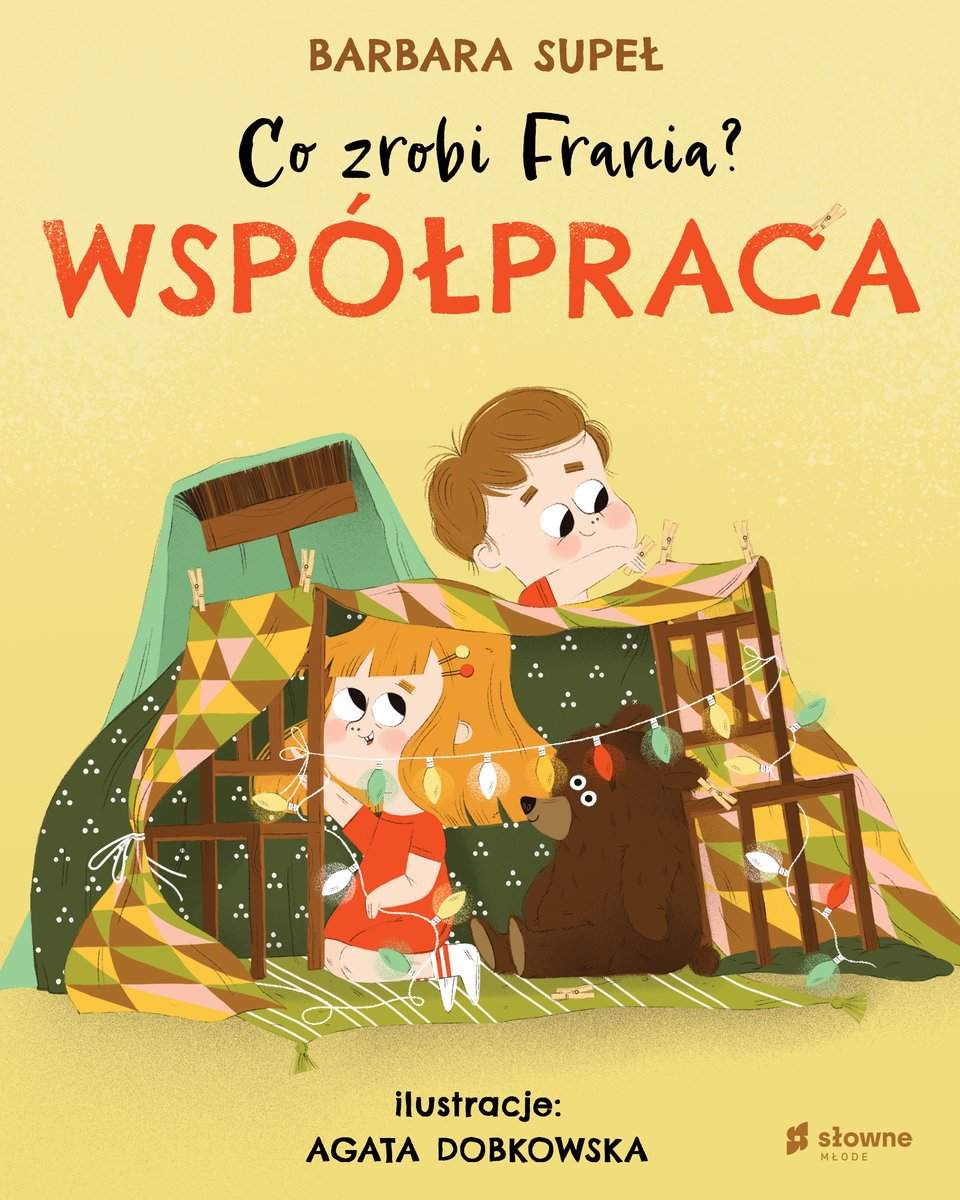 BARBARA SUPEŁ
Co zrobi Frania?
WSPÓŁPRACA
ilustracje:
AGATA DOBKOWSKA
słowne
MŁODE